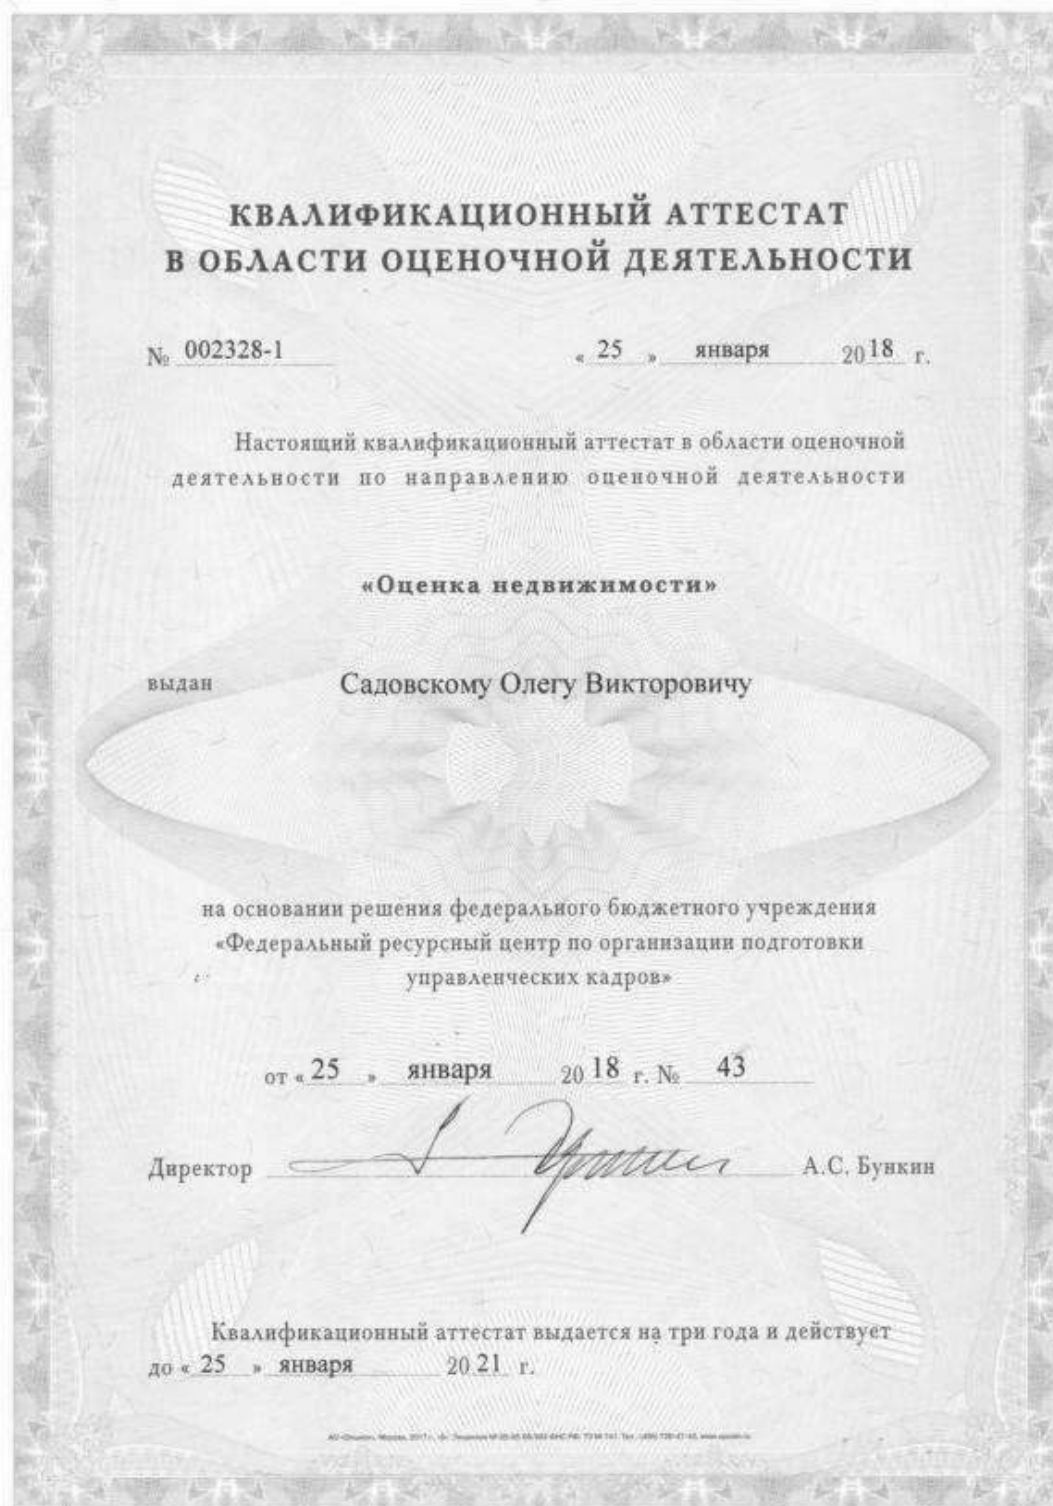 КВАЛИФИКАЦИОННЫЙ АТТЕСТАТ
В ОБЛАСТИ ОЦЕНОЧНОЙ ДЕЯТЕЛЬНОСТИ
№ 002328-1 « 25 » января 2018 г.
Настоящий квалификационный аттестат в области оценочной
деятельности по направлению оценочной деятельности
«Оценка недвижимости»
выдан Садовскому Олегу Викторовичу
на основании решения федерального бюджетного учреждения
«Федеральный ресурсный центр по организации подготовки
управленческих кадров»
от « 25 » января 2018 г. № 43
Директор А.С. Бункин
Квалификационный аттестат выдается на три года и действует
до « 25 » января 2021 г.